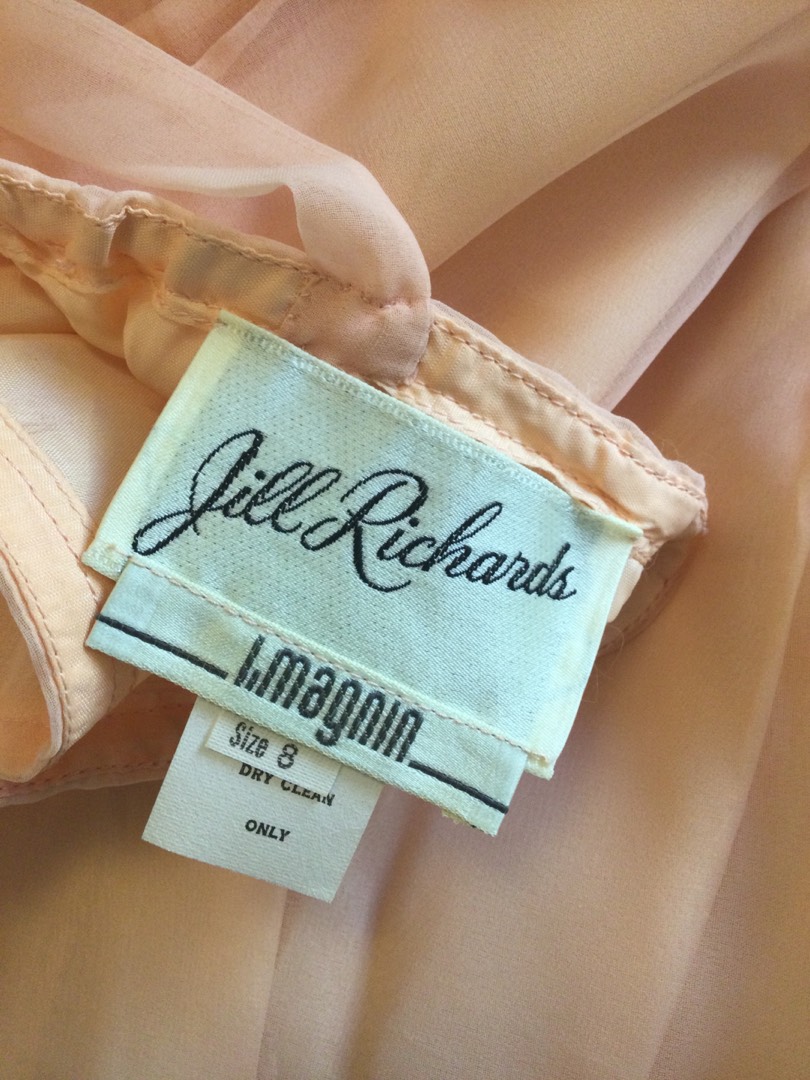 Jill Richards
I. magnin
Size 8
DRY CLEAN
ONLY